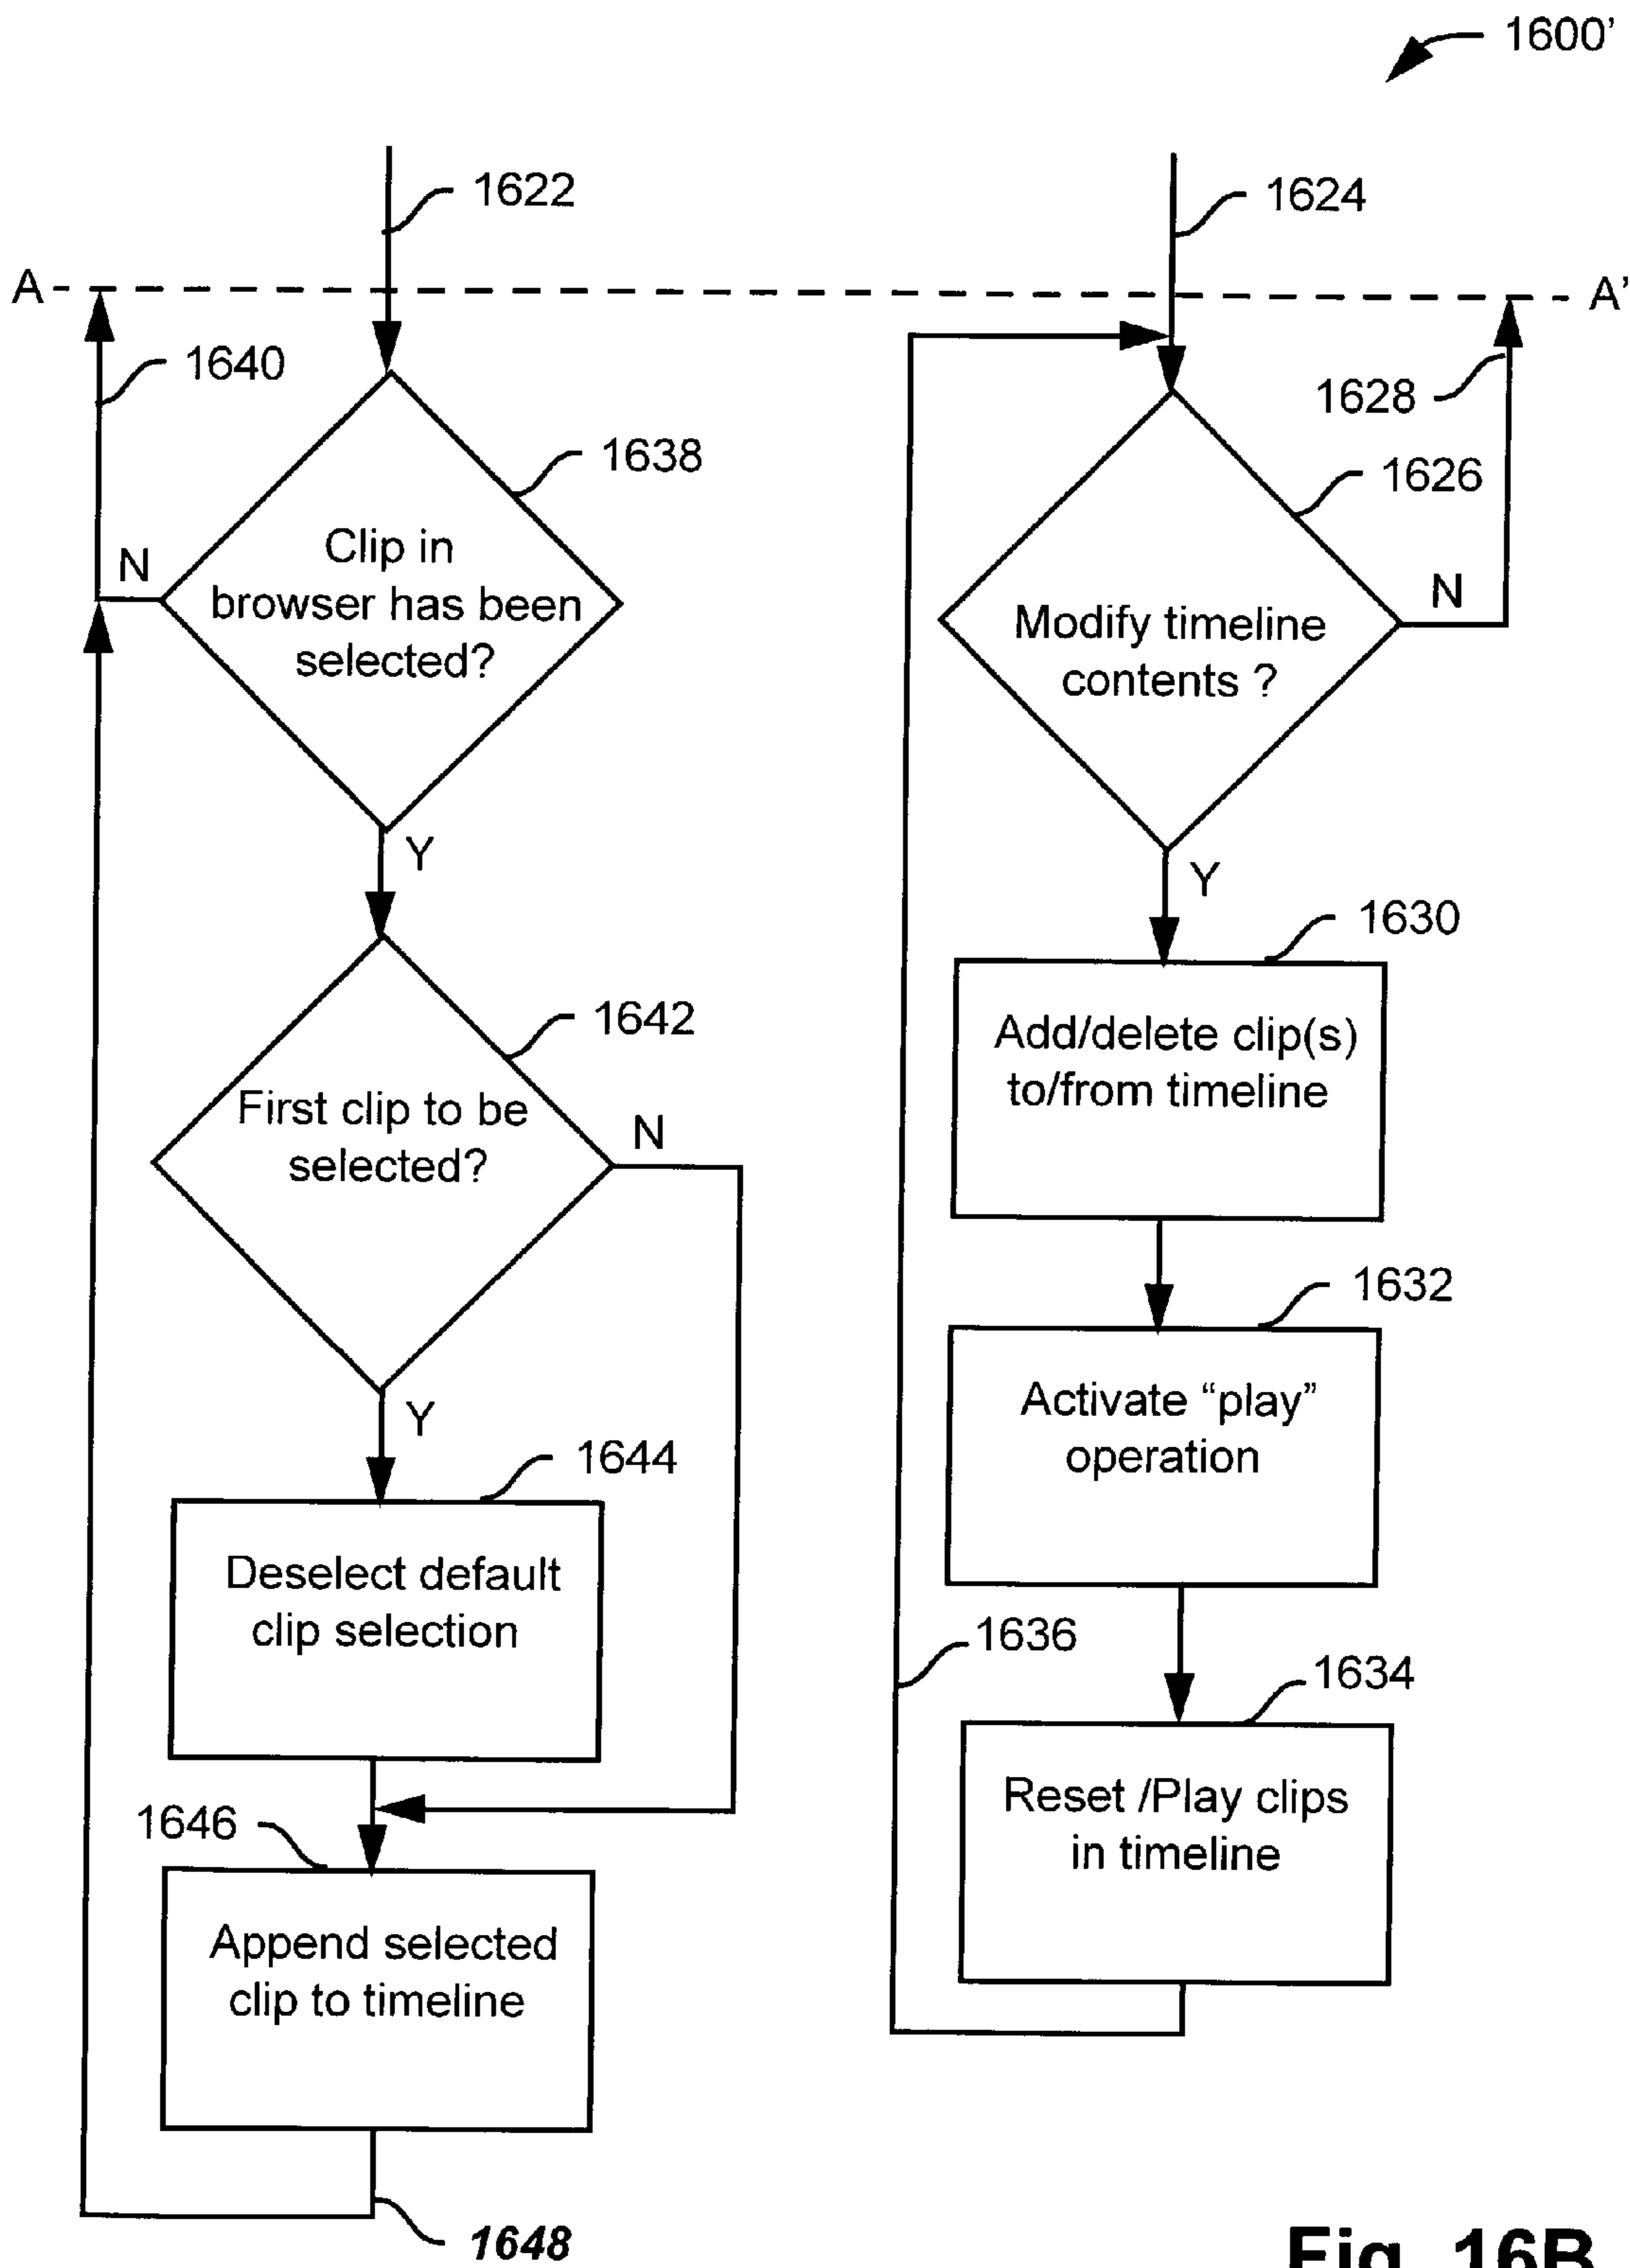 1600'
1622
1624
A
A'
1640
1628
1638
1626
N
Clip in
browser has been
selected?
N
Modify timeline
contents ?
Y
Y
1630
1642
Add/delete clip(s)
to/from timeline
First clip to be
selected?
N
1632
Activate “play”
operation
Y
1644
Deselect default
clip selection
1636
1634
Reset /Play clips
in timeline
1646
Append selected
clip to timeline
1648
Fig. 16B